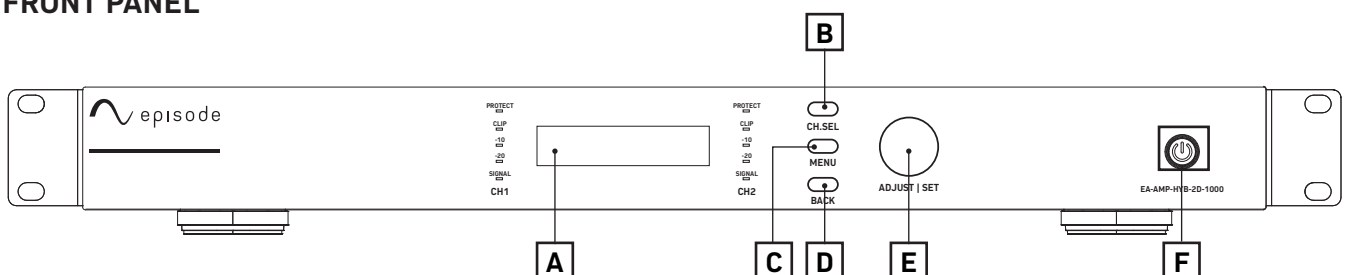 FRONT PANEL
B
episode
PROTECT
CLIP
-10
-20
SIGNAL
CH1
PROTECT
CLIP
-10
-20
SIGNAL
CH2
CH.SEL
MENU
BACK
ADJUST | SET
EA-AMP-HYB-2D-1000
A
C
D
E
F